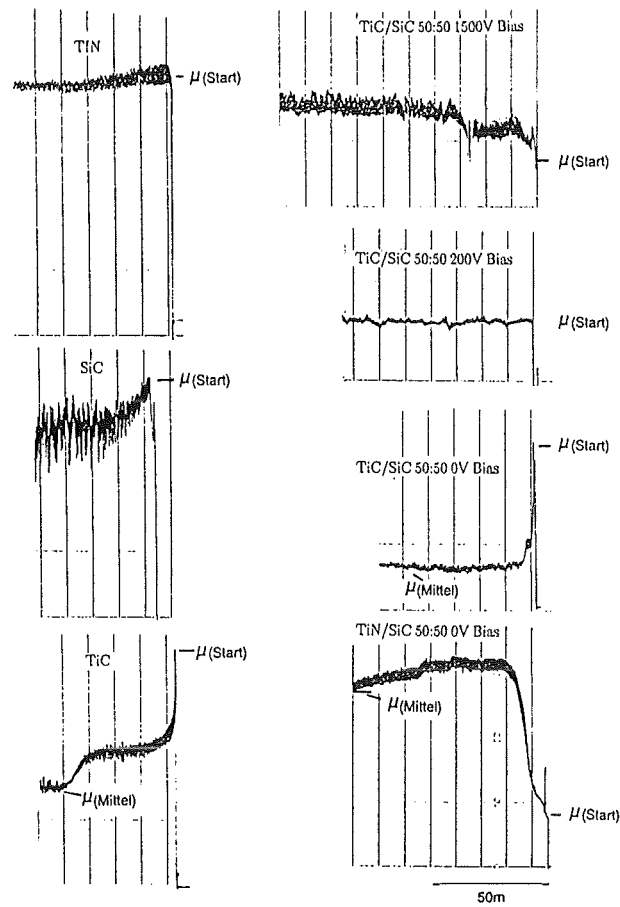 TiN
μ(Start)
SiC
μ(Start)
TiC
μ(Start)
μ(Mittel)
TiC/SiC 50:50 1500V Bias
μ(Start)
TiC/SiC 50:50 200V Bias
μ(Start)
μ(Start)
TiC/SiC 50:50 0V Bias
μ(Mittel)
TiN/SiC 50:50 0V Bias
μ(Mittel)
μ(Start)
50m